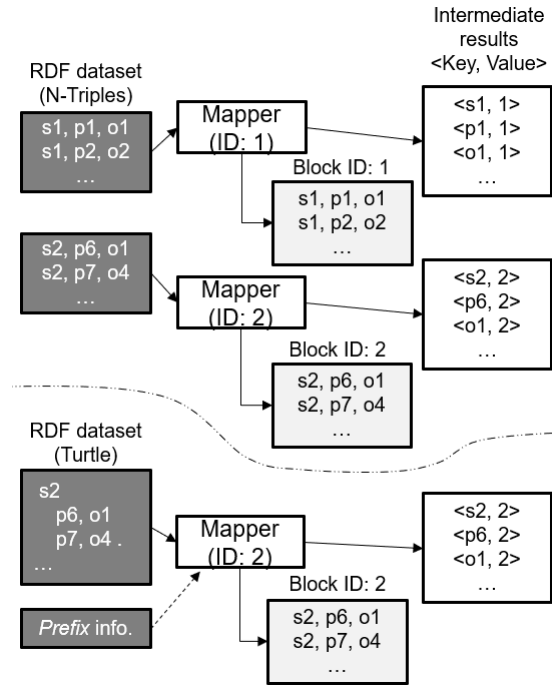 Intermediate
results
<Key, Value>
RDF dataset
(N-Triples)
s1, p1, o1
s1, p2, o2
…
Mapper
(ID: 1)
<s1, 1>
<p1, 1>
<o1, 1>
…
Block ID: 1
s1, p1, o1
s1, p2, o2
…
s2, p6, o1
s2, p7, o4
…
Mapper
(ID: 2)
<s2, 2>
<p6, 2>
<o1, 2>
…
Block ID: 2
s2, p6, o1
s2, p7, o4
…
RDF dataset
(Turtle)
s2
p6, o1
p7, o4 .
…
Mapper
(ID: 2)
<s2, 2>
<p6, 2>
<o1, 2>
…
Prefix info.
Block ID: 2
s2, p6, o1
s2, p7, o4
…